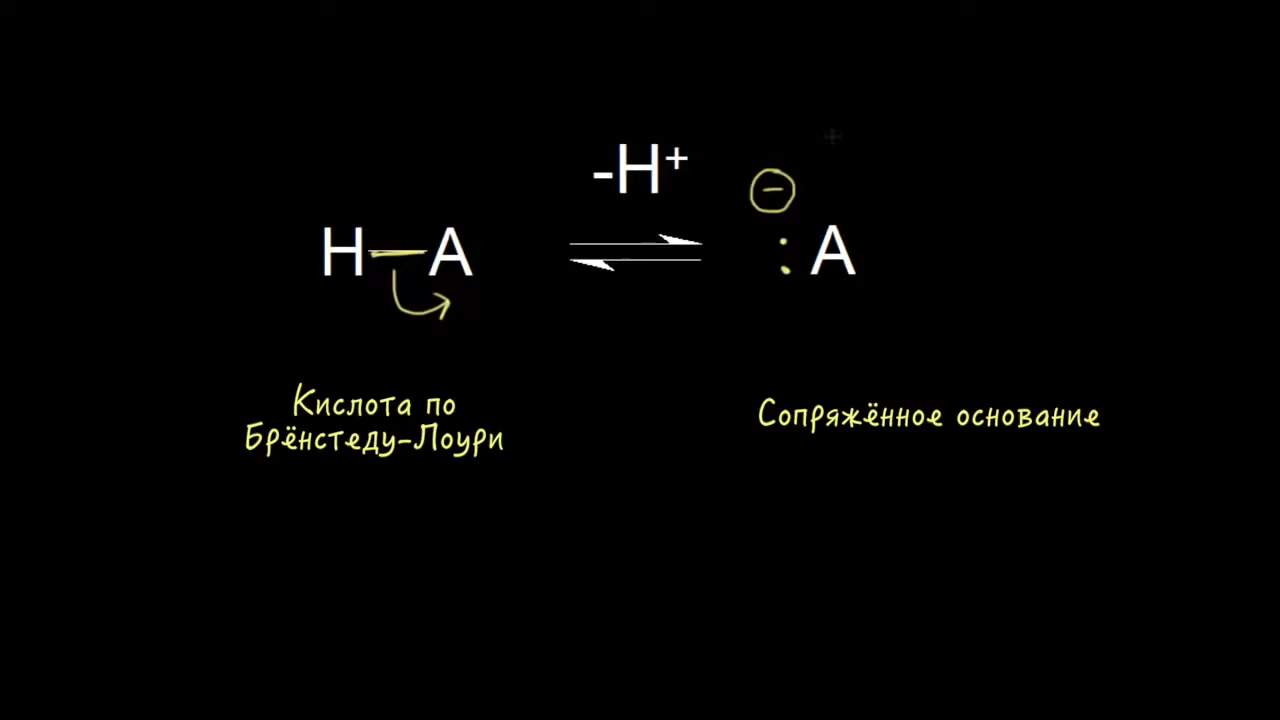 -H⁺
H—A ⇌ ⊖ : A
Кислота по
Брёнстеду-Лоури
Сопряжённое основание